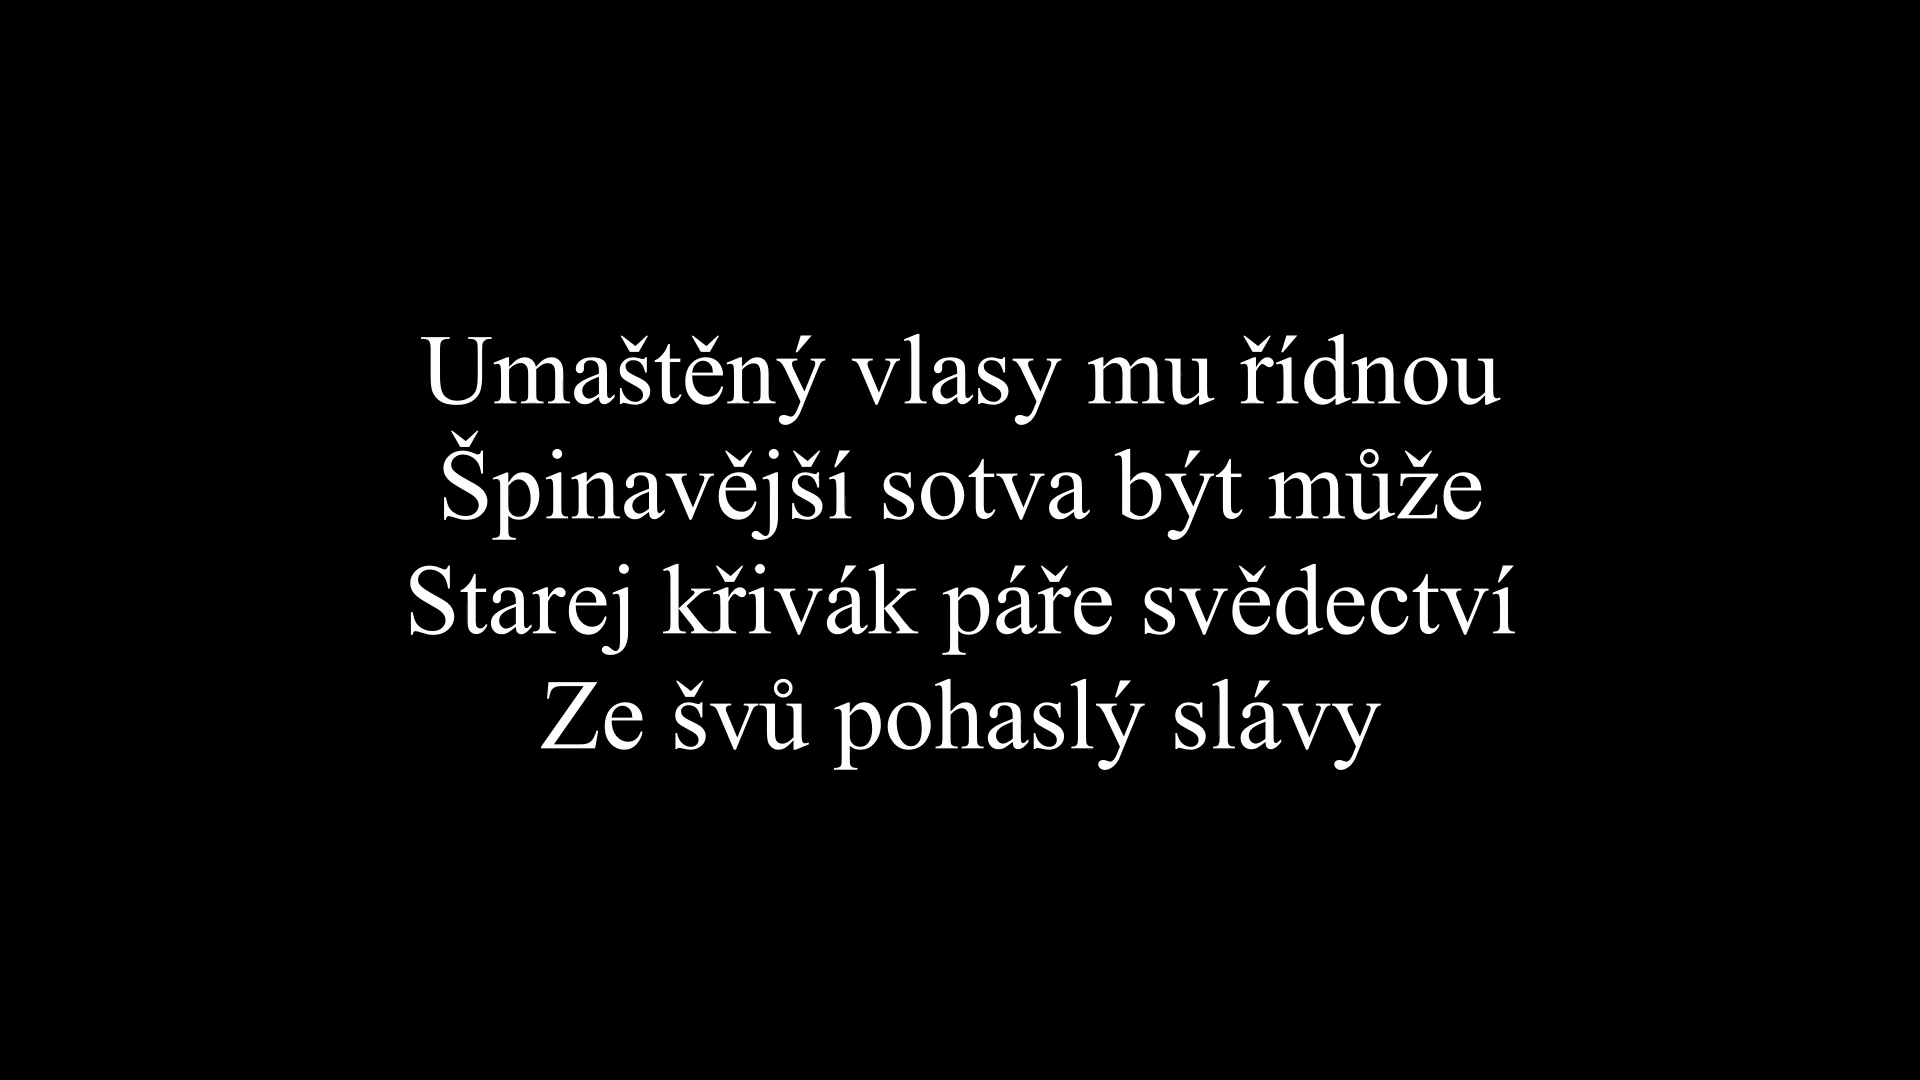 Umaštěný vlasy mu řídnou
Špinavější sotva být může
Starej křivák páře svědectví
Ze švů pohaslý slávy